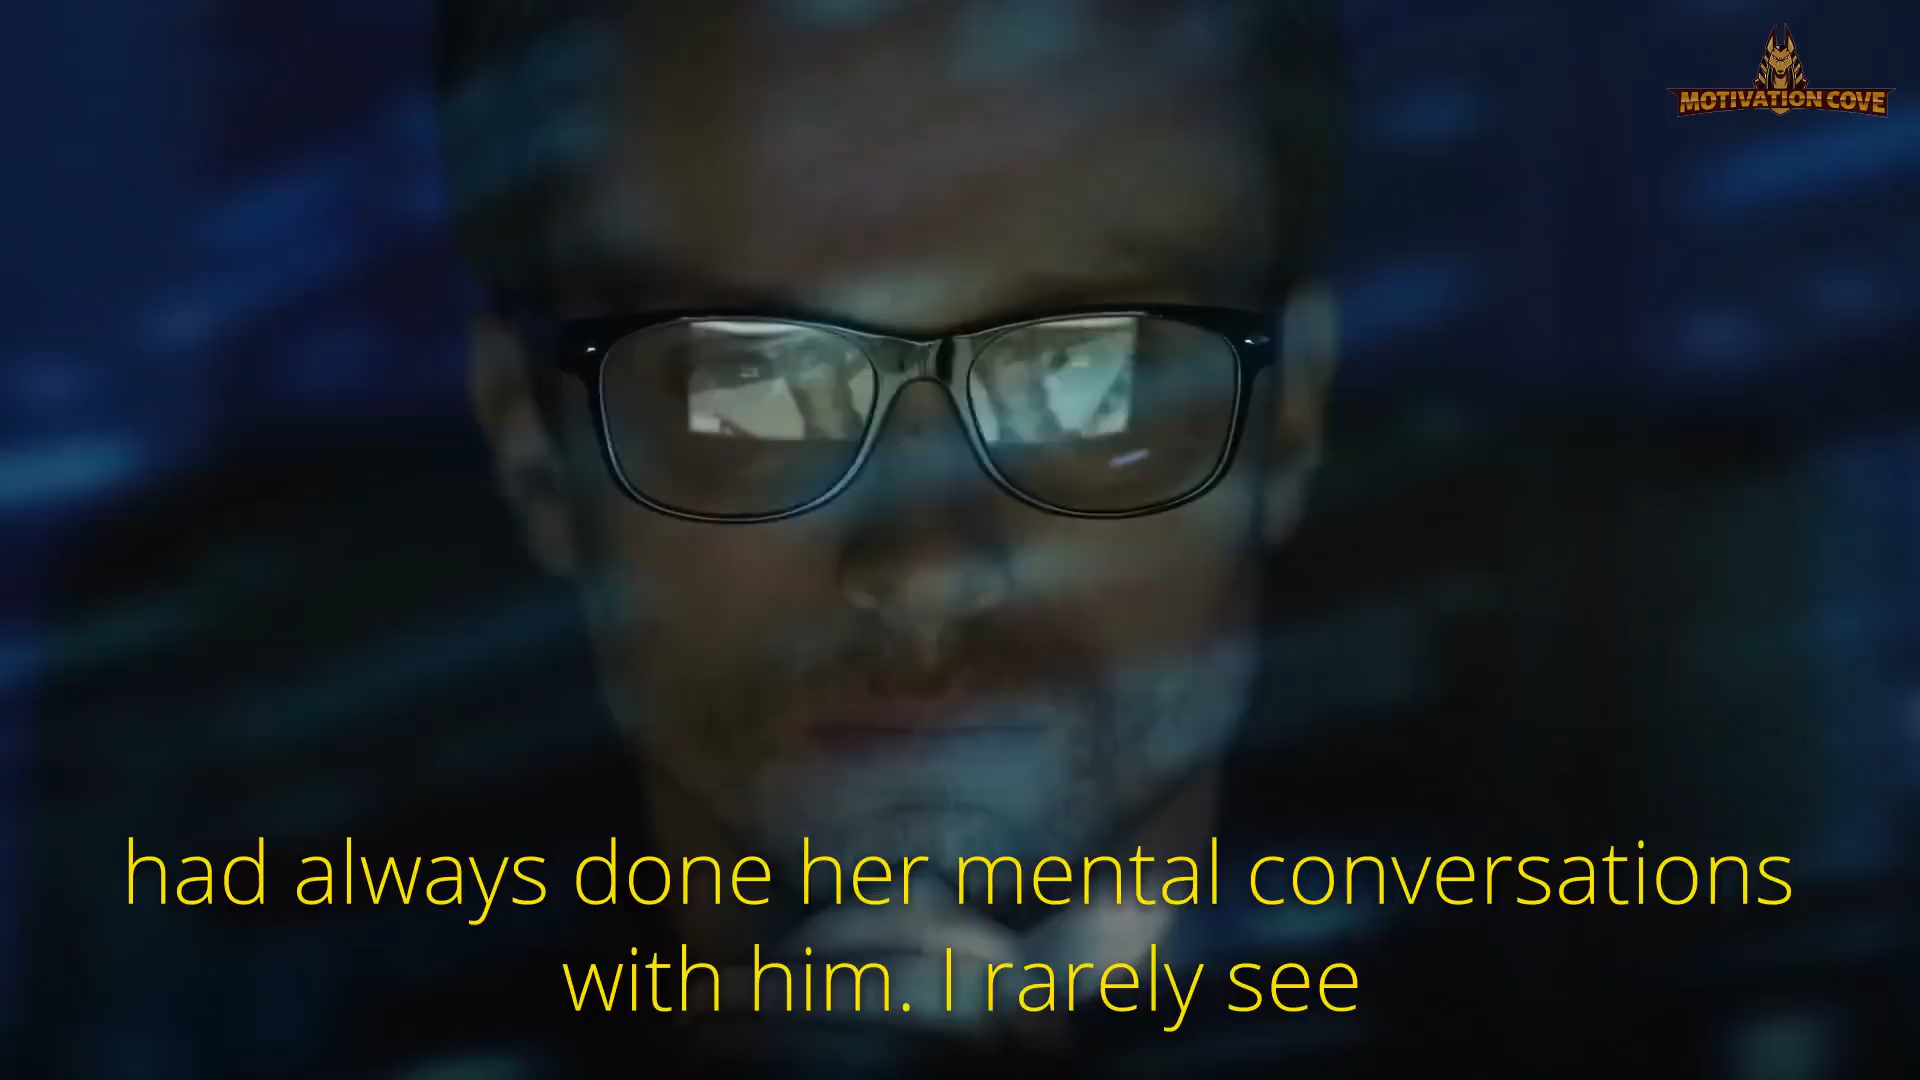 MOTIVATION COVE
had always done her mental conversations
with him. I rarely see